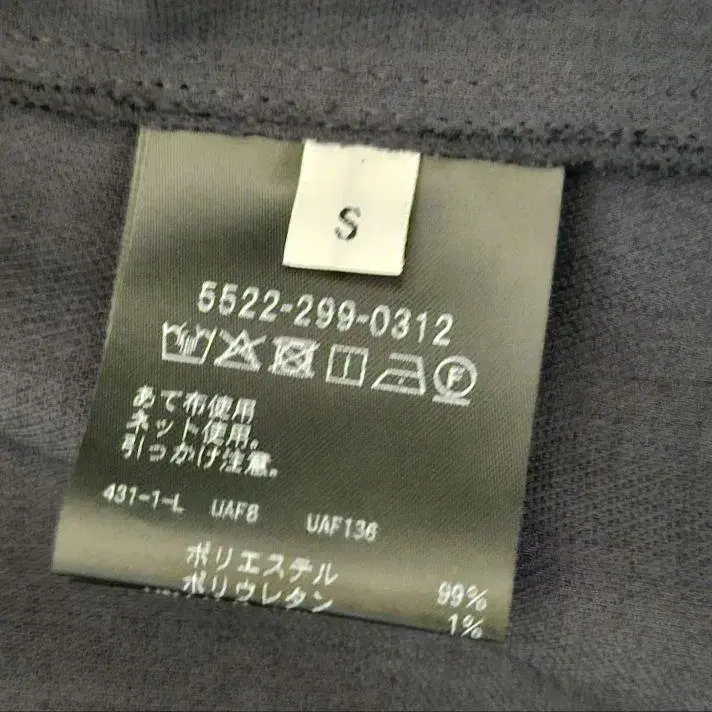 S
5522-299-0312
F
あて布使用
ネット使用。
引っかけ注意。
431-1-L UAF8 UAF136
ポリエステル 99%
ポリウレタン 1%